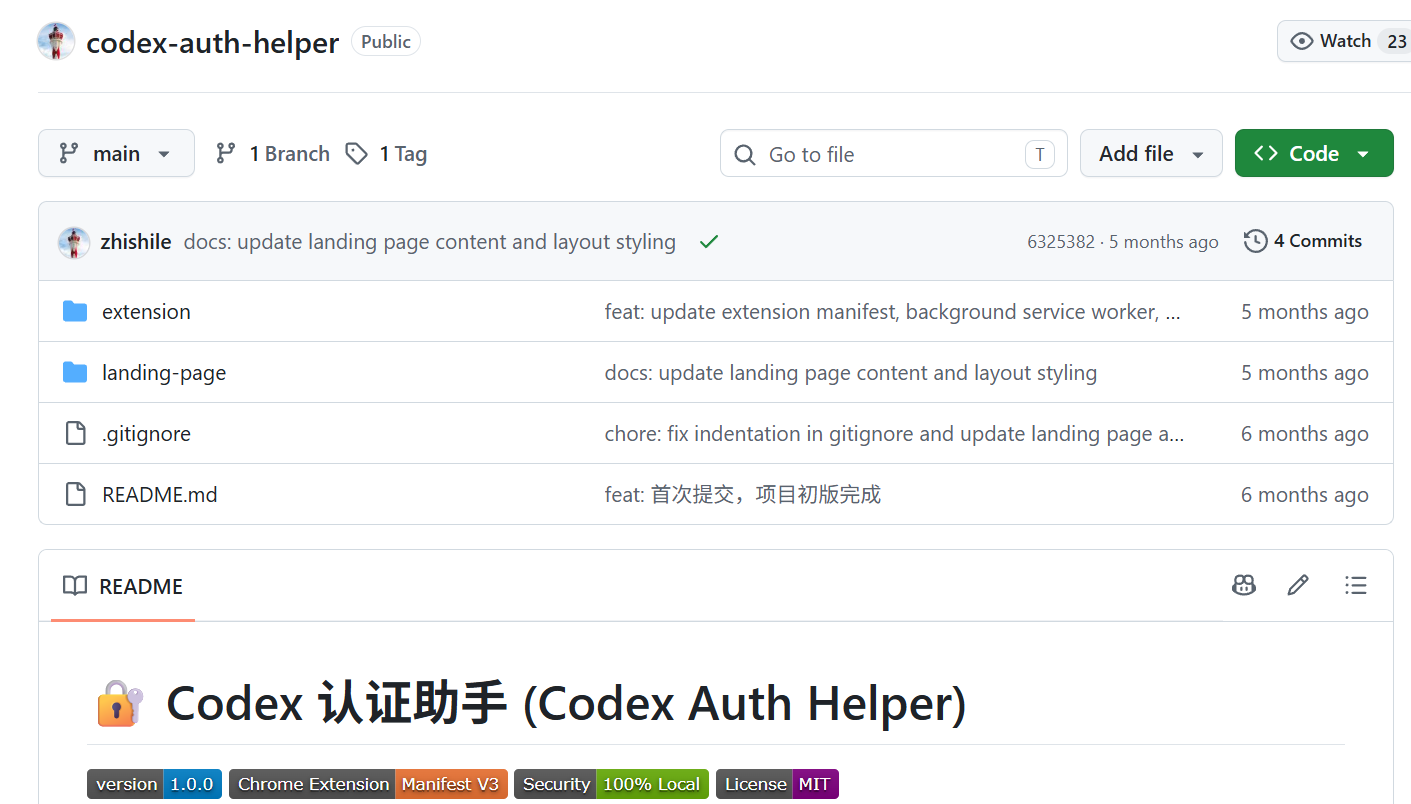 codex-auth-helper Public Watch 23
main 1 Branch 1 Tag Go to file T Add file Code
zhishile docs: update landing page content and layout styling 6325382 · 5 months ago 4 Commits
extension feat: update extension manifest, background service worker, ... 5 months ago
landing-page docs: update landing page content and layout styling 5 months ago
.gitignore chore: fix indentation in gitignore and update landing page a... 6 months ago
README.md feat: 首次提交，项目初版完成 6 months ago
README
Codex 认证助手 (Codex Auth Helper)
version 1.0.0 Chrome Extension Manifest V3 Security 100% Local License MIT